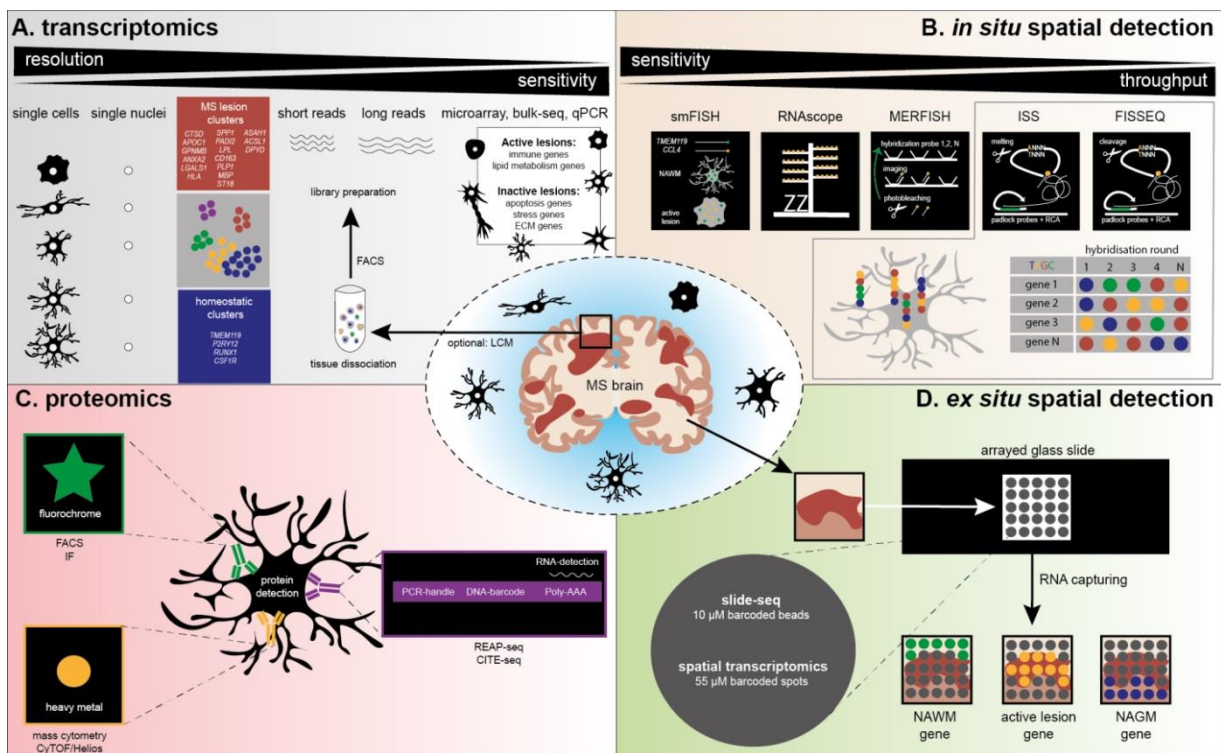 A. transcriptomics
resolution
sensitivity
single cells
single nuclei
MS lesion
clusters
CTSD SPP1 ASAH1
APOC1 PADI2 ACSL1
GPNMB LPL DPYD
ANXA2 CD163
LGALS1 PLP1
HLA MBP
ST18
homeostatic
clusters
TMEM119
P2RY12
RUNX1
CSF1R
short reads
long reads
library preparation
FACS
tissue dissociation
optional: LCM
microarray, bulk-seq, qPCR
Active lesions:
immune genes
lipid metabolism genes
Inactive lesions:
apoptosis genes
stress genes
ECM genes
B. in situ spatial detection
sensitivity
throughput
smFISH
TMEM119
CCL4
NAWM
active
lesion
RNAscope
ZZ
MERFISH
hybridization probe 1,2, N
imaging
photobleaching
ISS
melting
ANNN
TNNN
padlock probes + RCA
FISSEQ
cleavage
ANNN
TNNN
padlock probes + RCA
hybridisation round
TAGC 1 2 3 4 N
gene 1
gene 2
gene 3
gene N
MS brain
C. proteomics
fluorochrome
FACS
IF
protein
detection
heavy metal
mass cytometry
CyTOF/Helios
RNA-detection
PCR-handle DNA-barcode Poly-AAA
REAP-seq
CITE-seq
D. ex situ spatial detection
arrayed glass slide
RNA capturing
slide-seq
10 µM barcoded beads
spatial transcriptomics
55 µM barcoded spots
NAWM
gene
active lesion
gene
NAGM
gene